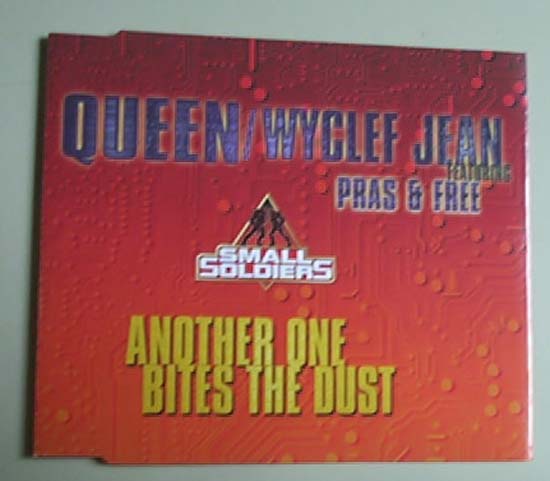 QUEEN/WYCLEF JEAN
FEATURING
PRAS & FREE
SMALL
SOLDIERS
ANOTHER ONE
BITES THE DUST